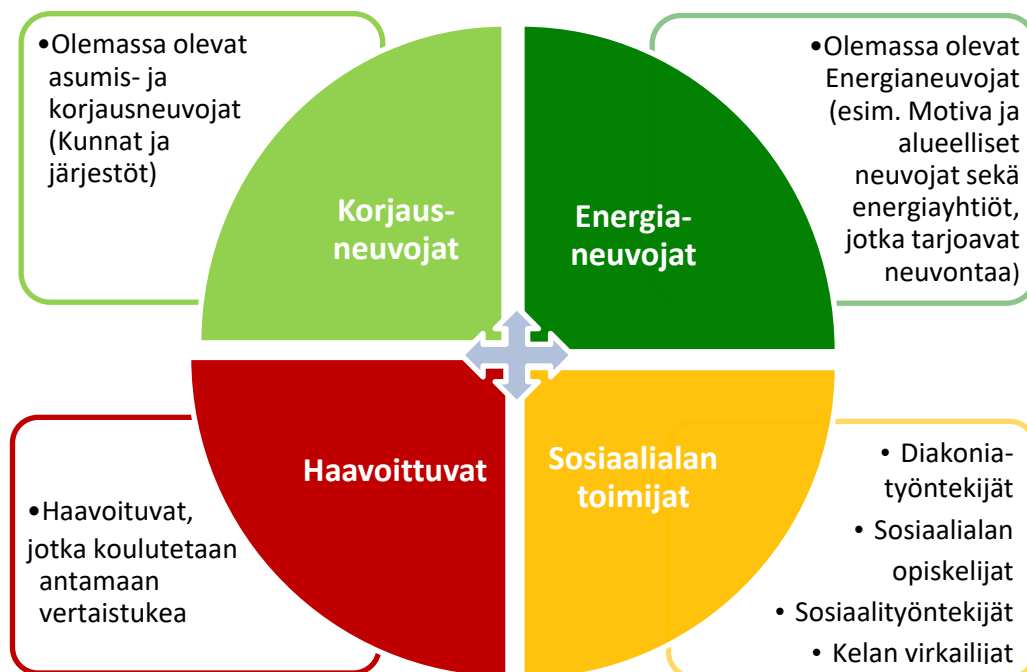 •Olemassa olevat
asumis- ja
korjausneuvojat
(Kunnat ja
järjestöt)
•Olemassa olevat
Energianeuvojat
(esim. Motiva ja
alueelliset
neuvojat sekä
energiayhtiöt,
jotka tarjoavat
neuvontaa)
Korjaus-
neuvojat
Energia-
neuvojat
Haavoittuvat
Sosiaalialan
toimijat
•Haavoituvat,
jotka koulutetaan
antamaan
vertaistukea
• Diakonia-
työntekijät
• Sosiaalialan
opiskelijat
• Sosiaalityöntekijät
• Kelan virkailijat